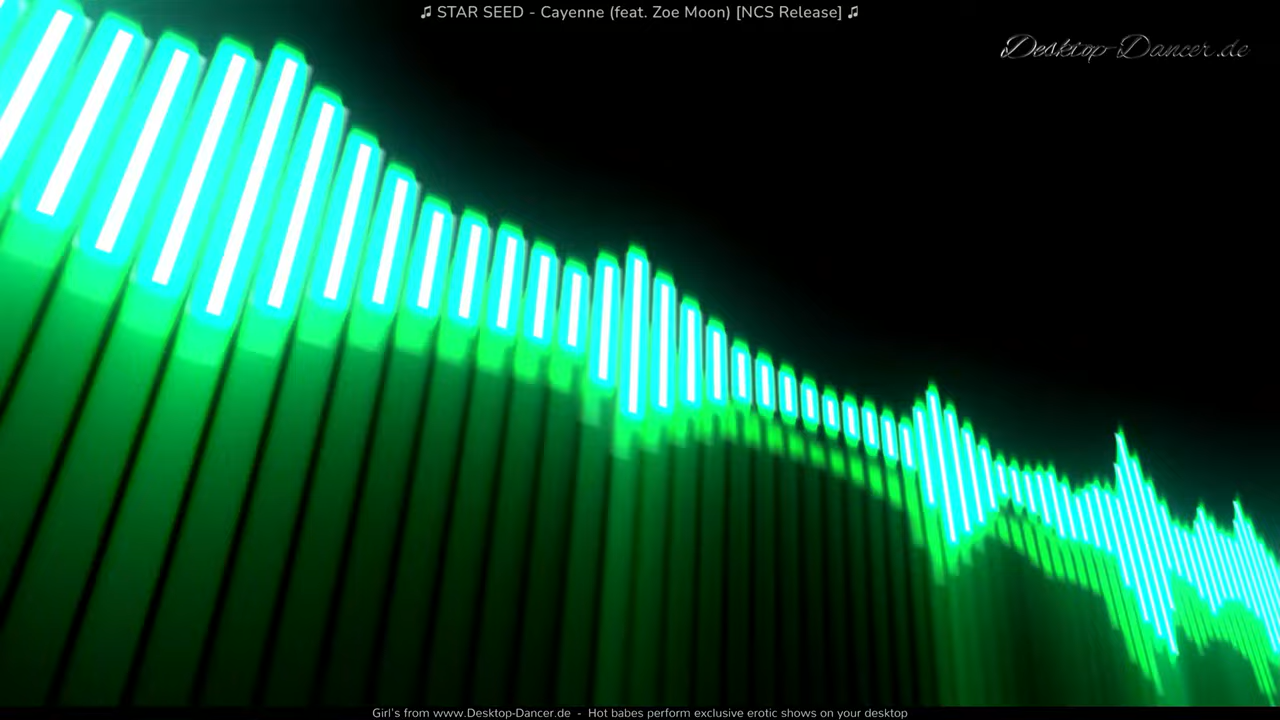 ♫ STAR SEED - Cayenne (feat. Zoe Moon) [NCS Release] ♫
Desktop-Dancer.de
Girl's from www.Desktop-Dancer.de - Hot babes perform exclusive erotic shows on your desktop